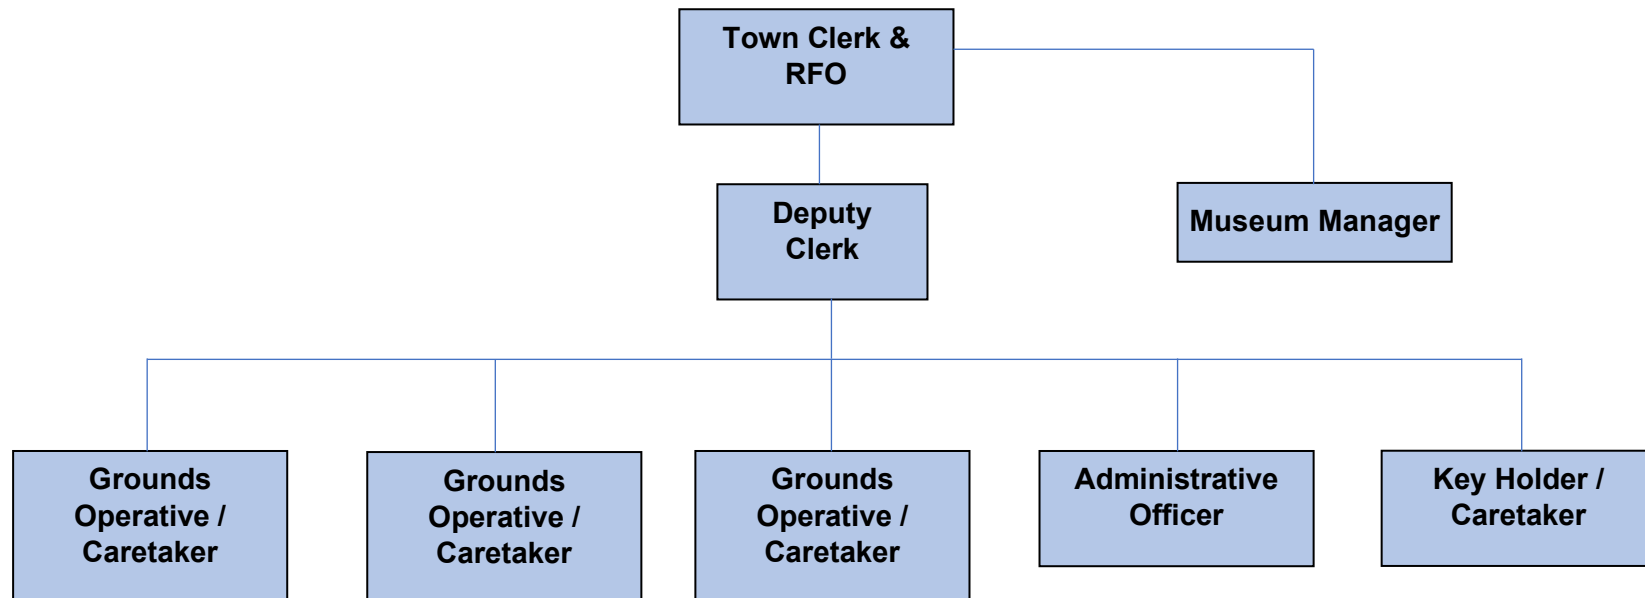 Town Clerk &
RFO
Deputy
Clerk
Museum Manager
Grounds
Operative /
Caretaker
Grounds
Operative /
Caretaker
Grounds
Operative /
Caretaker
Administrative
Officer
Key Holder /
Caretaker